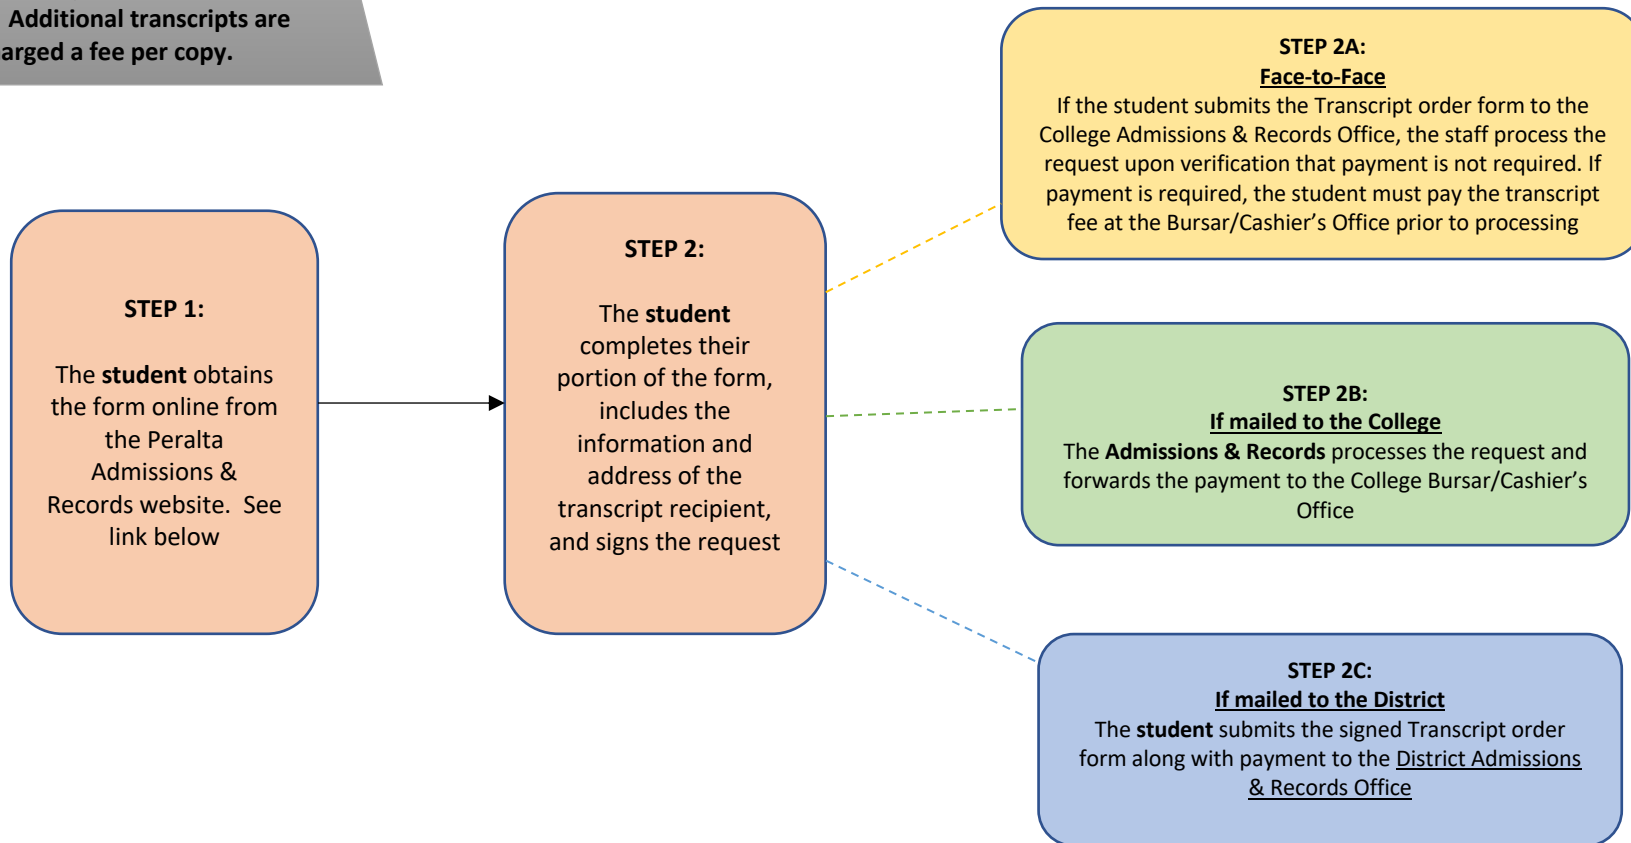 Additional transcripts are
arged a fee per copy.
STEP 1:
The student obtains
the form online from
the Peralta
Admissions &
Records website.  See
link below
STEP 2:
The student
completes their
portion of the form,
includes the
information and
address of the
transcript recipient,
and signs the request
STEP 2A:
Face-to-Face
If the student submits the Transcript order form to the
College Admissions & Records Office, the staff process the
request upon verification that payment is not required. If
payment is required, the student must pay the transcript
fee at the Bursar/Cashier’s Office prior to processing
STEP 2B:
If mailed to the College
The Admissions & Records processes the request and
forwards the payment to the College Bursar/Cashier’s
Office
STEP 2C:
If mailed to the District
The student submits the signed Transcript order
form along with payment to the District Admissions
& Records Office